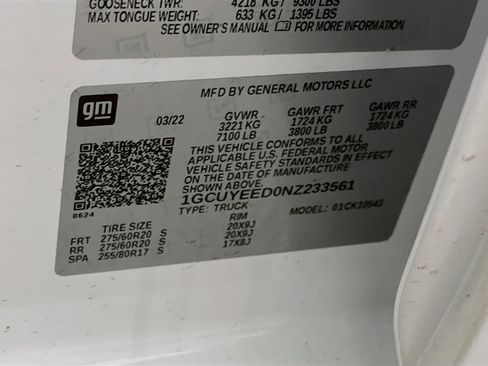 GOOSENECK TWR: 4218 KG / 9300 LBS
MAX TONGUE WEIGHT: 633 KG / 1395 LBS
SEE OWNER'S MANUAL FOR MORE INFORMATION
gm
MFD BY GENERAL MOTORS LLC
03/22 GVWR GAWR FRT GAWR RR
3221 KG 1724 KG 1724 KG
7100 LB 3800 LB 3800 LB
THIS VEHICLE CONFORMS TO ALL
APPLICABLE U.S. FEDERAL MOTOR
VEHICLE SAFETY STANDARDS IN EFFECT
ON THE DATE OF MANUFACTURE
SHOWN ABOVE.
1GCUYEED0NZ233561
8624 TYPE: TRUCK MODEL: 01CK10543
TIRE SIZE RIM
FRT 275/60R20 S 20X9J
RR 275/60R20 S 20X9J
SPA 255/80R17 S 17X8J